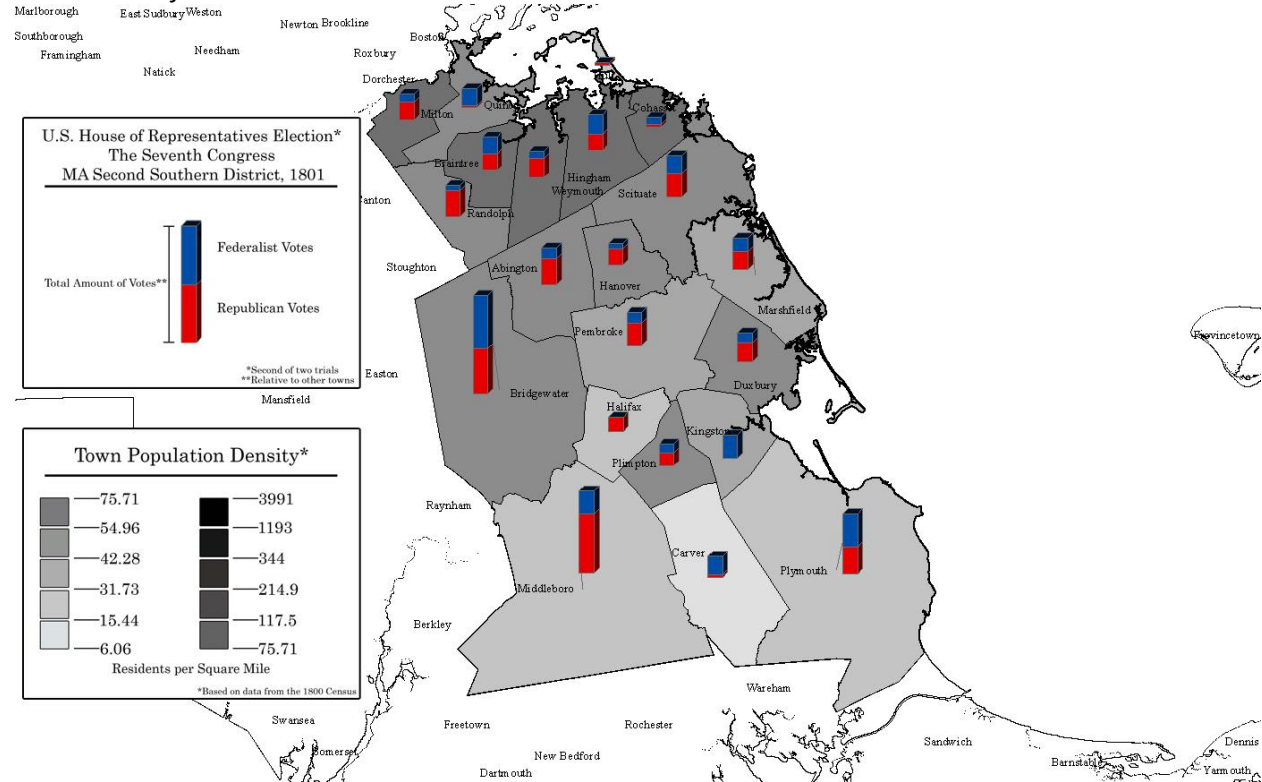 Marlborough
East Sudbury
Weston
Newton
Brookline
Southborough
Boston
Framingham
Needham
Roxbury
Natick
Dorchester
Milton
Cohass
U.S. House of Representatives Election*
The Seventh Congress
MA Second Southern District, 1801
Federalist Votes
Total Amount of Votes**
Republican Votes
*Second of two trials
**Relative to other towns
Braintree
Hingham
Weymouth
Scituate
Randolph
anton
Stoughton
Abington
Hanover
Marshfield
Pembroke
Provincetown
Easton
Bridgewater
Duxbury
Mansfield
Halifax
Kingston
Plimpton
Town Population Density*
75.71
54.96
42.28
31.73
15.44
6.06
3991
1193
344
214.9
117.5
75.71
Residents per Square Mile
*Based on data from the 1800 Census
Raynham
Carver
Plymouth
Middleboro
Berkley
Wareham
Swansea
Freetown
Rochester
Somerset
New Bedford
Sandwich
Dennis
Barnstable
Dartmouth
Yarmouth